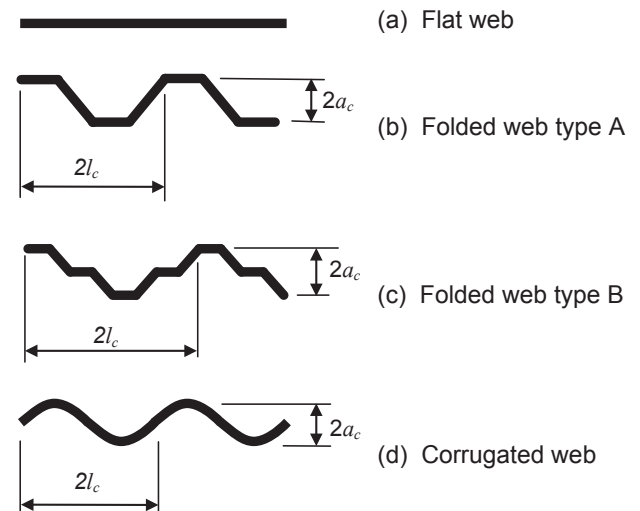 (a) Flat web
2a_c
(b) Folded web type A
2l_c
2a_c
(c) Folded web type B
2l_c
2a_c
(d) Corrugated web
2l_c